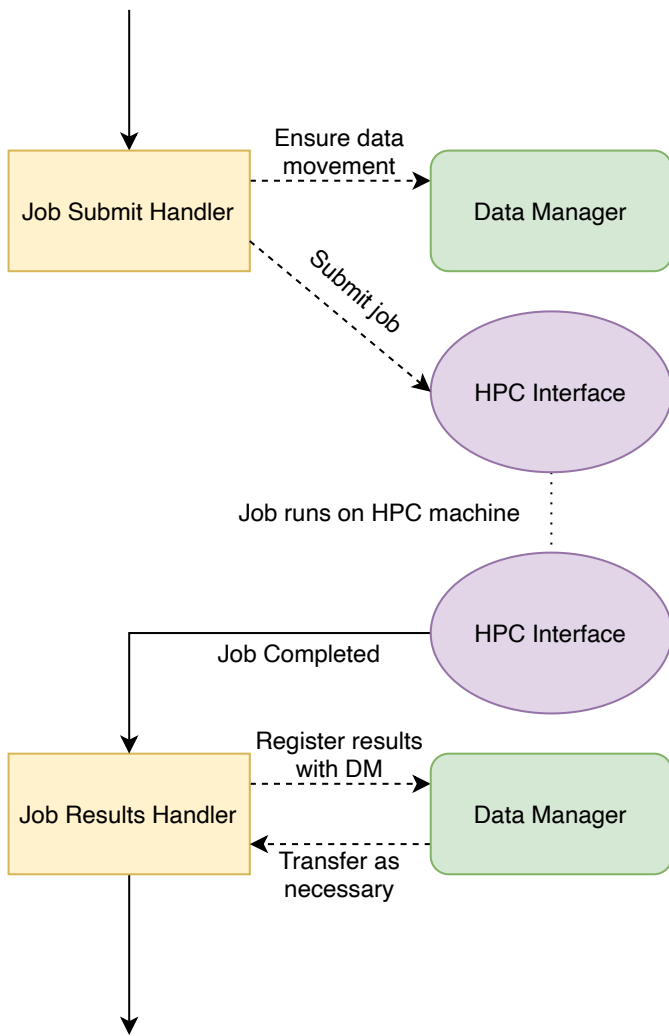 Ensure data
movement
Job Submit Handler
Data Manager
Submit job
HPC Interface
Job runs on HPC machine
HPC Interface
Job Completed
Register results
with DM
Job Results Handler
Data Manager
Transfer as
necessary